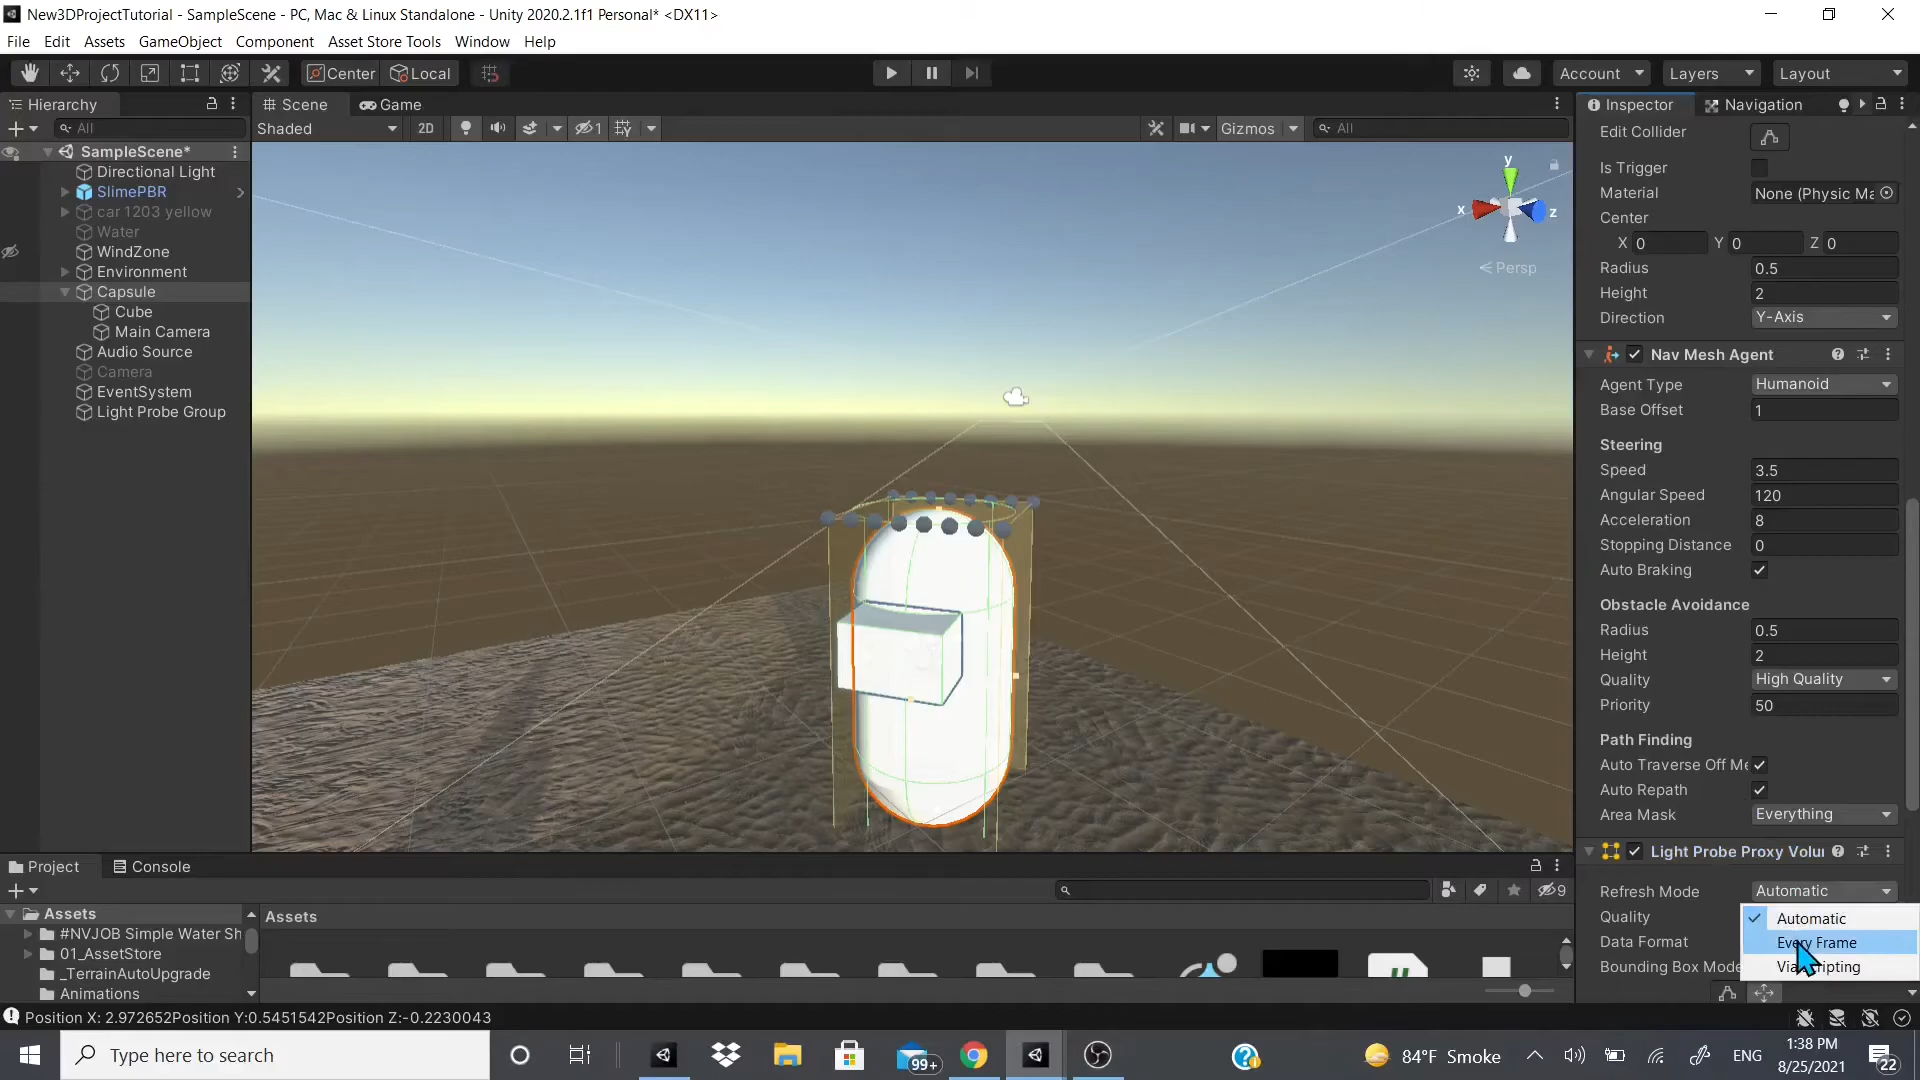 New3DProjectTutorial - SampleScene - PC, Mac & Linux Standalone - Unity 2020.2.1f1 Personal* <DX11>
File Edit Assets GameObject Component Asset Store Tools Window Help
Center Local Account Layers Layout
Hierarchy Scene Game Inspector Navigation
All Shaded 2D 1 Gizmos All
SampleScene*
Directional Light
SlimePBR
car 1203 yellow
Water
WindZone
Environment
Capsule
Cube
Main Camera
Audio Source
Camera
EventSystem
Light Probe Group
y
x
z
Persp
Edit Collider
Is Trigger
Material None (Physic Ma
Center
X 0 Y 0 Z 0
Radius 0.5
Height 2
Direction Y-Axis
Nav Mesh Agent
Agent Type Humanoid
Base Offset 1
Steering
Speed 3.5
Angular Speed 120
Acceleration 8
Stopping Distance 0
Auto Braking
Obstacle Avoidance
Radius 0.5
Height 2
Quality High Quality
Priority 50
Path Finding
Auto Traverse Off Me
Auto Repath
Area Mask Everything
Light Probe Proxy Volur
Refresh Mode Automatic
Quality
Data Format
Bounding Box Mode
Automatic
Every Frame
Project Console
9
Assets
#NVJOB Simple Water Sh
01_AssetStore
_TerrainAutoUpgrade
Animations
Assets
Position X: 2.972652Position Y:0.5451542Position Z:-0.2230043
Type here to search
99+
84°F Smoke
ENG
1:38 PM
8/25/2021
22